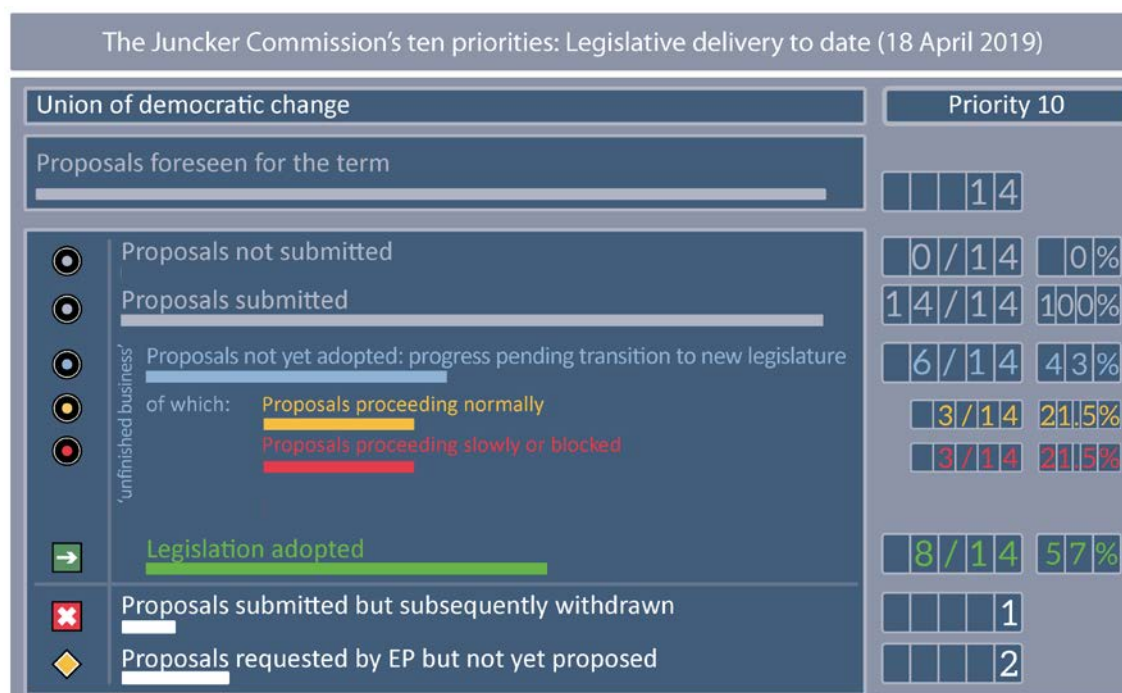 The Juncker Commission's ten priorities: Legislative delivery to date (18 April 2019)
Union of democratic change
Priority 10
Proposals foreseen for the term
14
Proposals not submitted
0/14 0%
Proposals submitted
14/14 100%
'unfinished business'
Proposals not yet adopted: progress pending transition to new legislature
6/14 43%
of which: Proposals proceeding normally
3/14 21.5%
Proposals proceeding slowly or blocked
3/14 21.5%
Legislation adopted
8/14 57%
Proposals submitted but subsequently withdrawn
1
Proposals requested by EP but not yet proposed
2